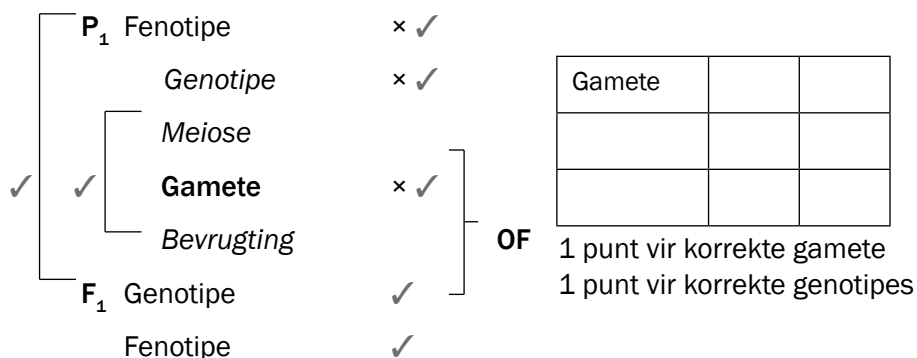 P₁ Fenotipe × ✓
Genotipe × ✓
Meiose
✓ ✓ Gamete × ✓
Bevrugting
F₁ Genotipe ✓
Fenotipe ✓
OF
Gamete
1 punt vir korrekte gamete
1 punt vir korrekte genotipes